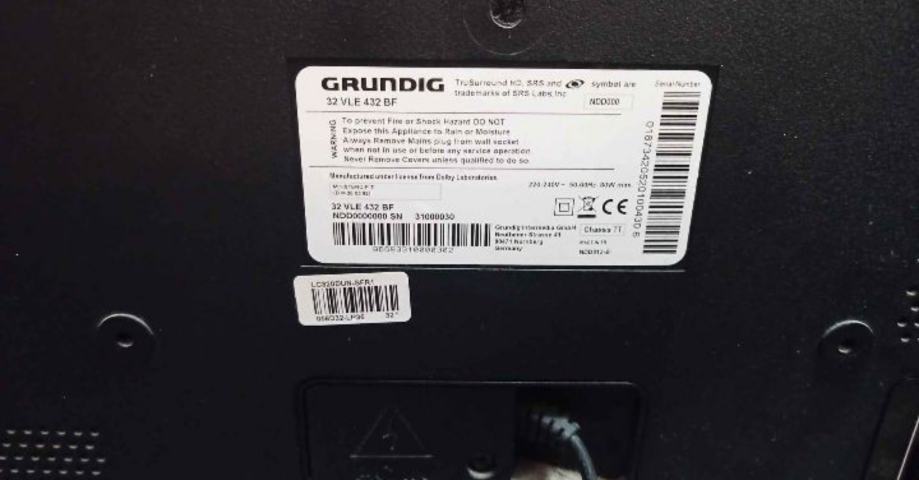 GRUNDIG
32 VLE 432 BF
TruSurround HD, SRS and symbol are
trademarks of SRS Labs, Inc.
NDD000
Serial Number
WARNING
To prevent Fire or Shock Hazard DO NOT
Expose this Appliance to Rain or Moisture
Always Remove Mains plug from wall socket
when not in use or before any service operation
Never Remove Covers unless qualified to do so.
Manufactured under license from Dolby Laboratories
220-240V~ 50/60Hz 80W max.
32 VLE 432 BF
NDD0000000 SN 31000030
CE
Grundig Intermedia GmbH
Beuthener Strasse 41
90471 Nürnberg
Germany
Chassis 7T
LC320DUN-SFR1
32"